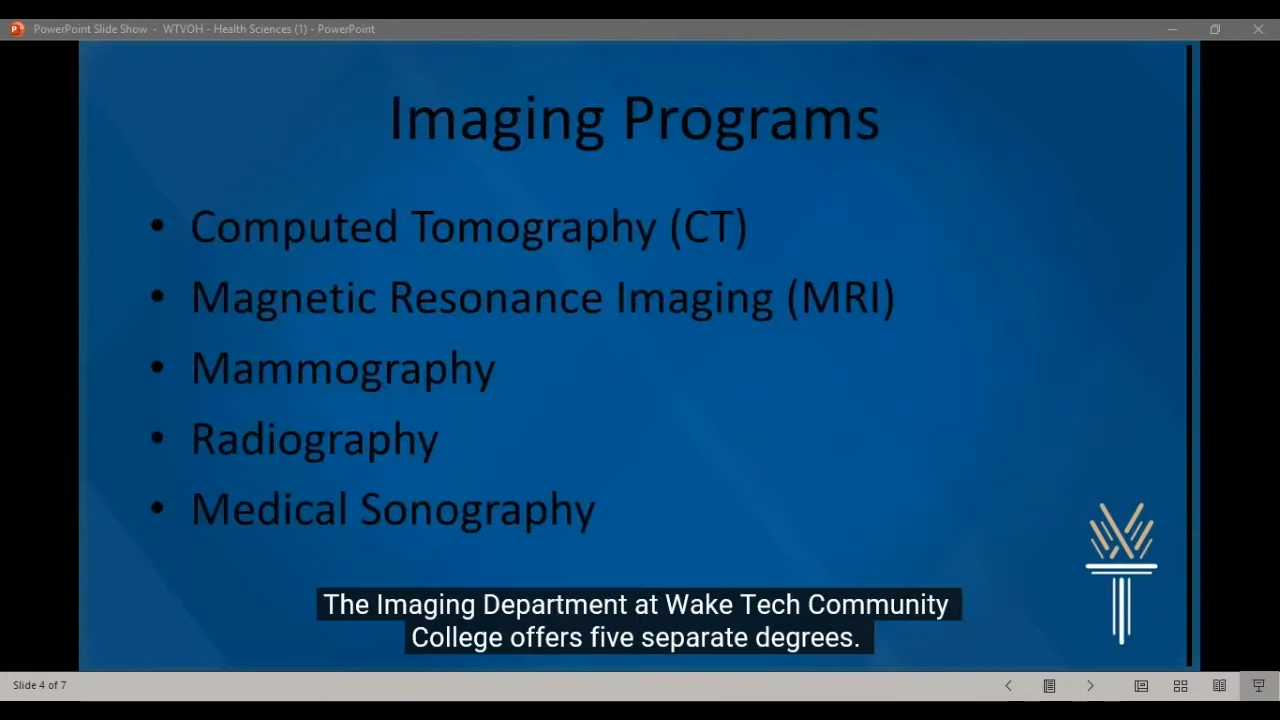 PowerPoint Slide Show - WTVOH - Health Sciences (1) - PowerPoint
Imaging Programs
• Computed Tomography (CT)
• Magnetic Resonance Imaging (MRI)
• Mammography
• Radiography
• Medical Sonography
The Imaging Department at Wake Tech Community
College offers five separate degrees.
Slide 4 of 7